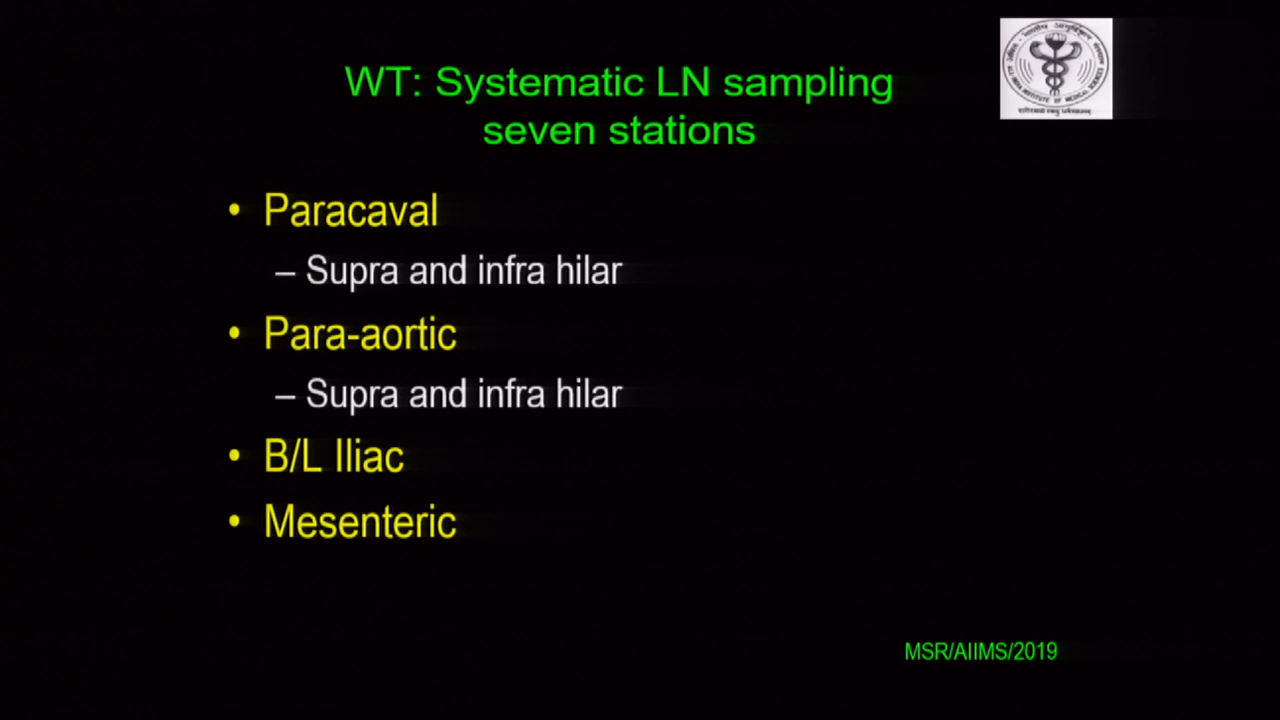 WT: Systematic LN sampling
seven stations
• Paracaval
– Supra and infra hilar
• Para-aortic
– Supra and infra hilar
• B/L Iliac
• Mesenteric
MSR/AIIMS/2019